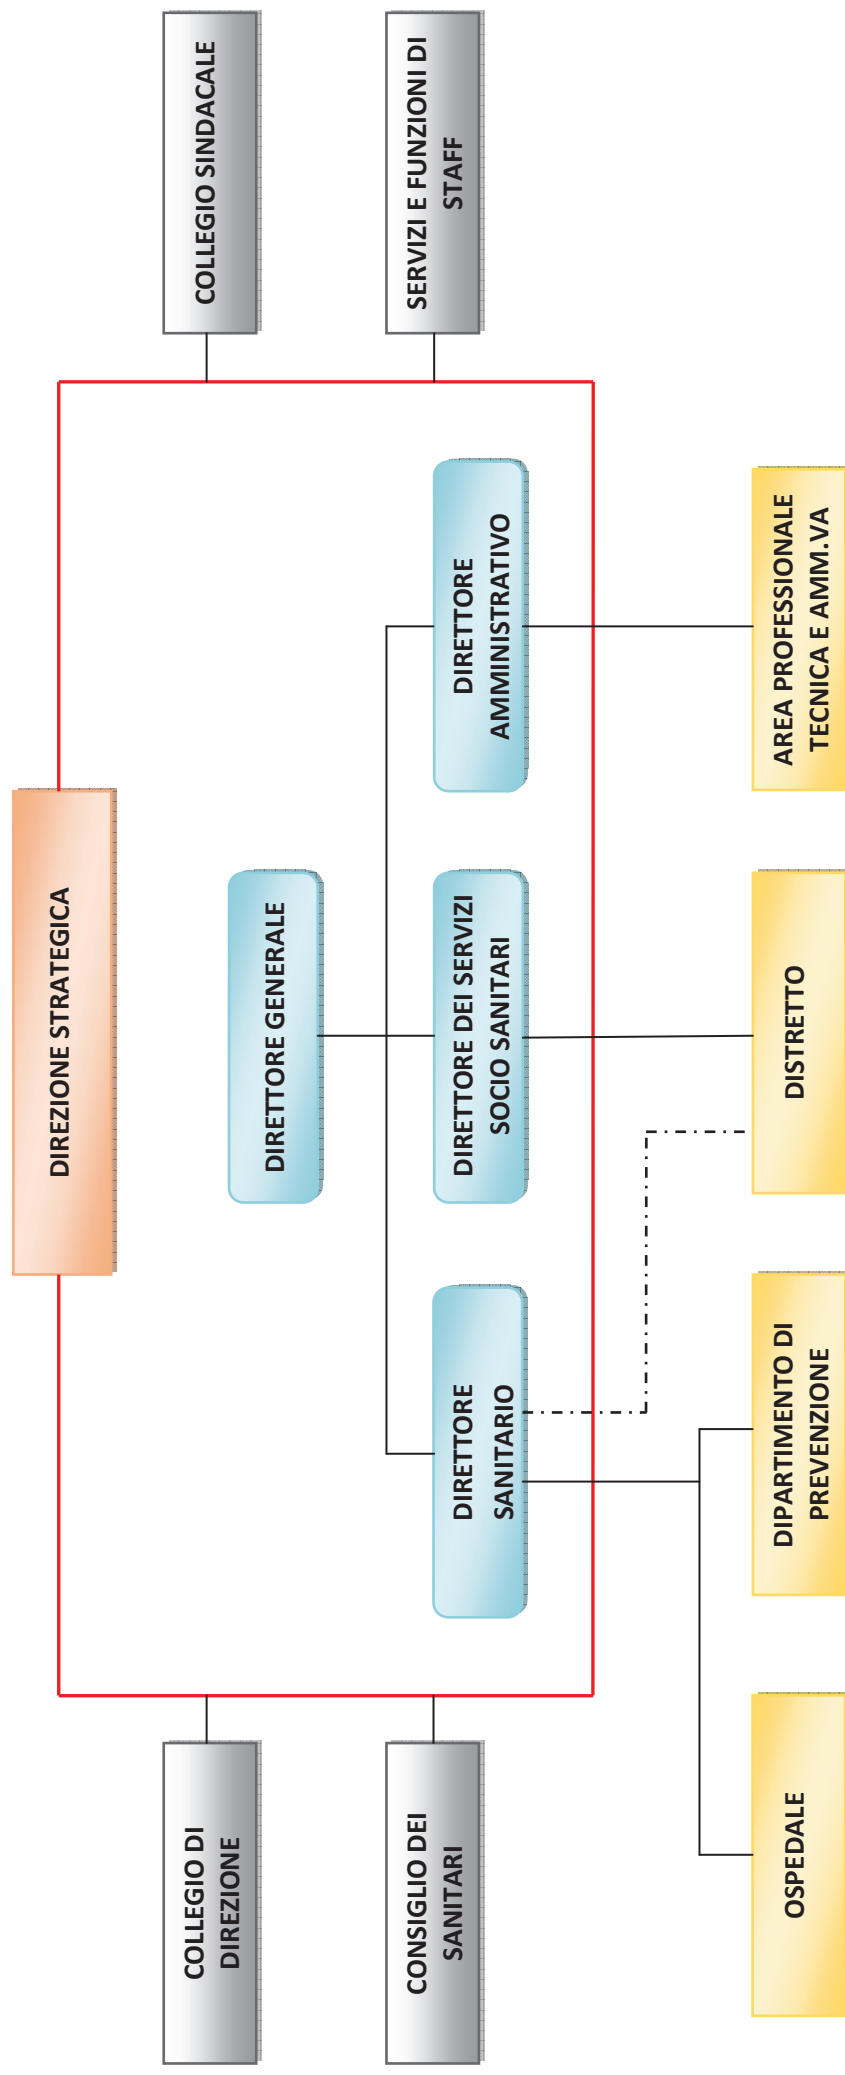 DIREZIONE STRATEGICA
COLLEGIO DI
DIREZIONE
COLLEGIO SINDACALE
DIRETTORE GENERALE
CONSIGLIO DEI
SANITARI
SERVIZI E FUNZIONI DI
STAFF
DIRETTORE
SANITARIO
DIRETTORE DEI SERVIZI
SOCIO SANITARI
DIRETTORE
AMMINISTRATIVO
OSPEDALE
DIPARTIMENTO DI
PREVENZIONE
DISTRETTO
AREA PROFESSIONALE
TECNICA E AMM.VA